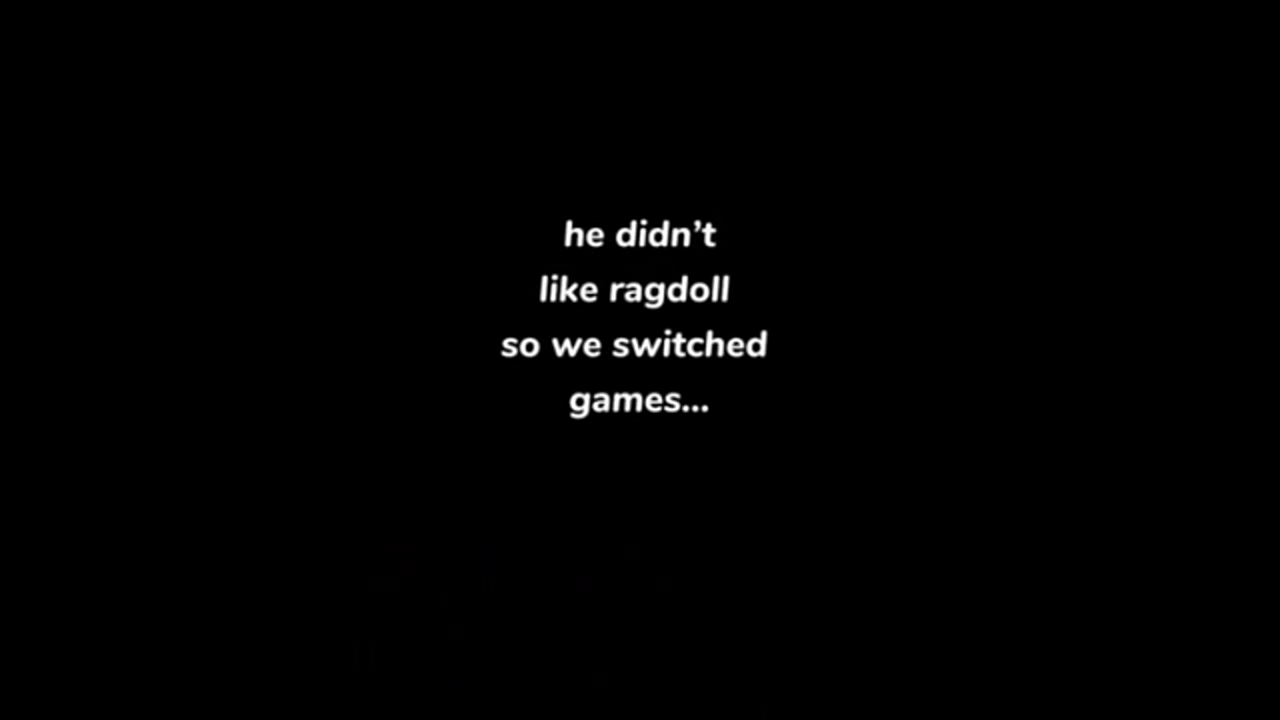 he didn’t
like ragdoll
so we switched
games...